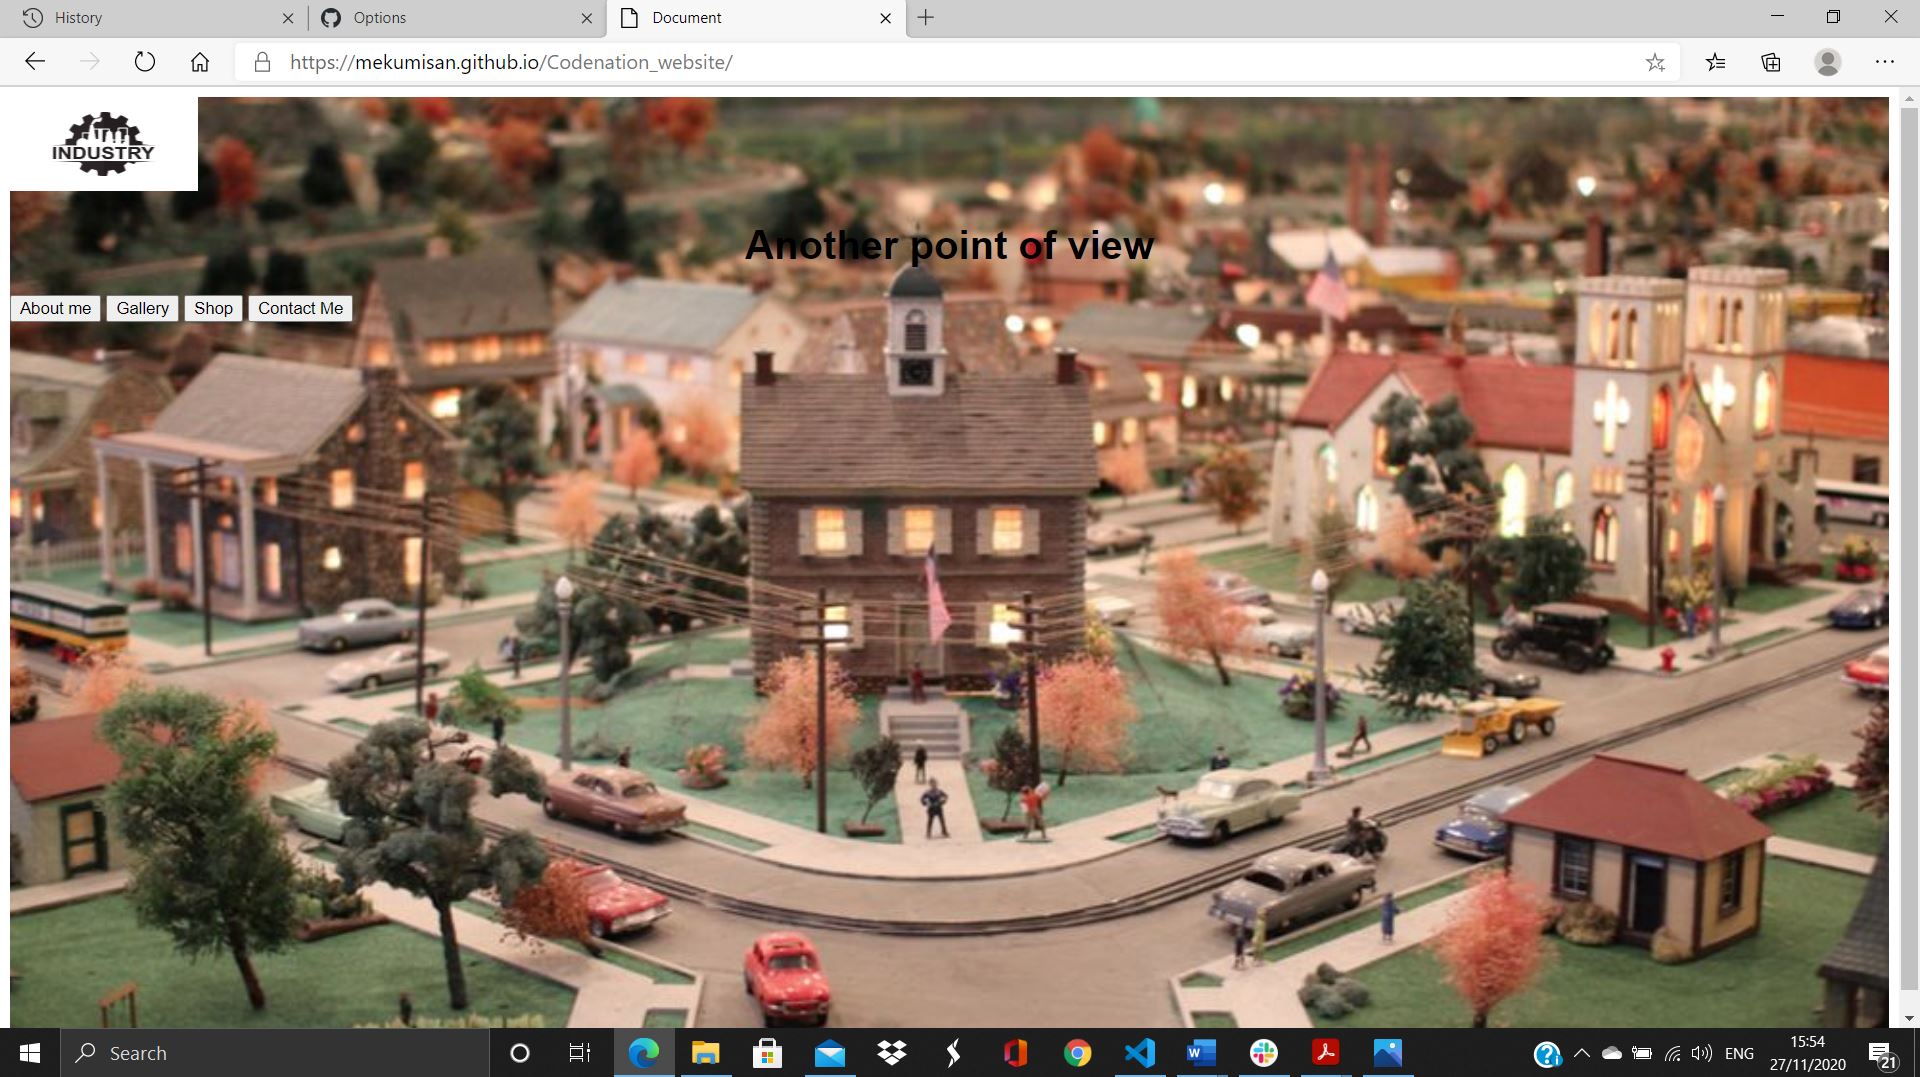 History
Options
Document
https://mekumisan.github.io/Codenation_website/
INDUSTRY
Another point of view
About me
Gallery
Shop
Contact Me
Search
ENG
15:54
27/11/2020
21